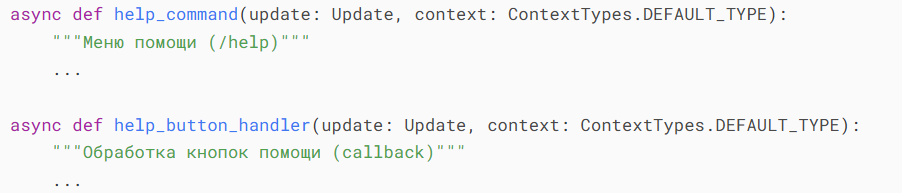 async def help_command(update: Update, context: ContextTypes.DEFAULT_TYPE):
    """Меню помощи (/help)"""
    ...
async def help_button_handler(update: Update, context: ContextTypes.DEFAULT_TYPE):
    """Обработка кнопок помощи (callback)"""
    ...